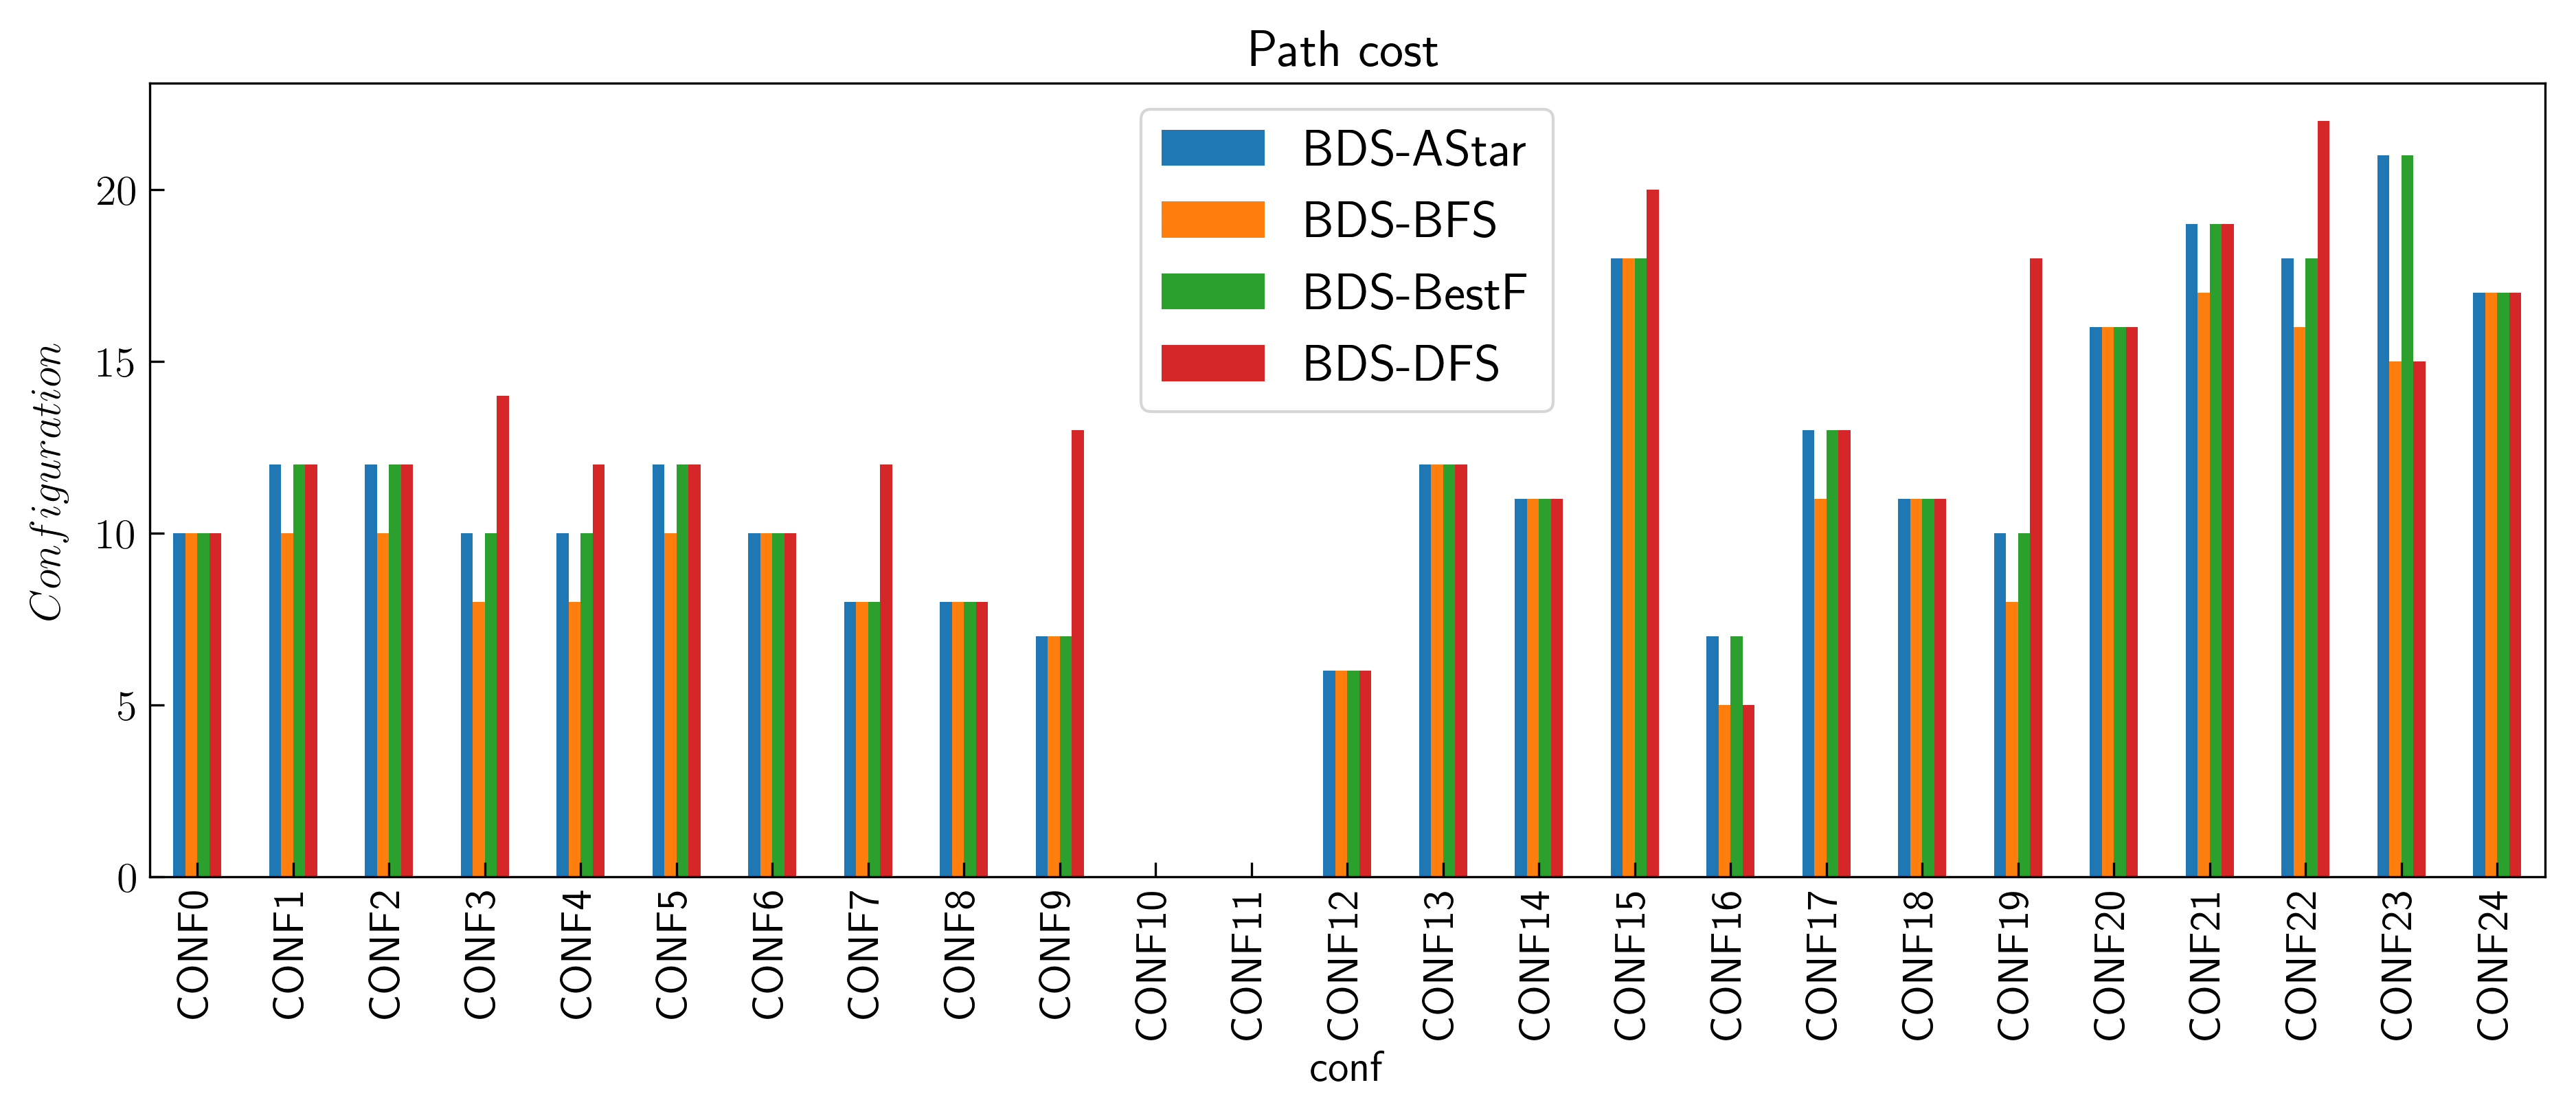 Path cost
BDS-AStar
BDS-BFS
BDS-BestF
BDS-DFS
Configuration
20
15
10
5
0
CONF0
CONF1
CONF2
CONF3
CONF4
CONF5
CONF6
CONF7
CONF8
CONF9
CONF10
CONF11
CONF12
CONF13
CONF14
CONF15
CONF16
CONF17
CONF18
CONF19
CONF20
CONF21
CONF22
CONF23
CONF24
conf